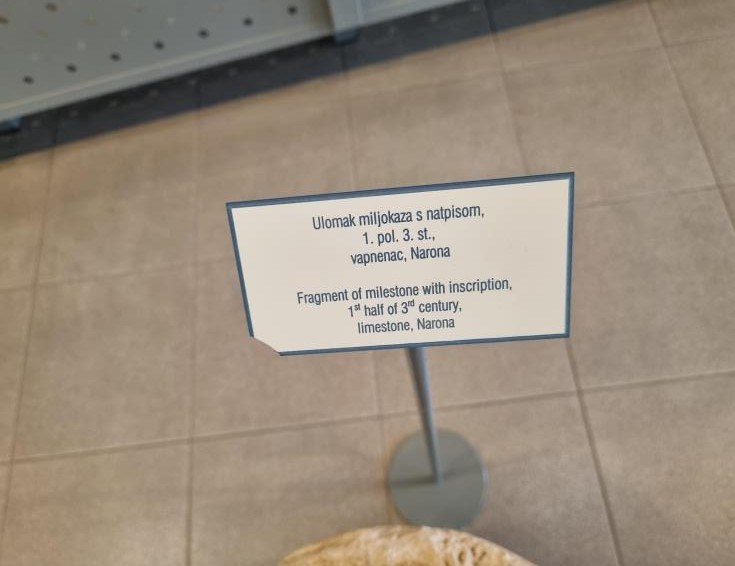 Ulomak miljokaza s natpisom,
1. pol. 3. st.,
vapnenac, Narona
Fragment of milestone with inscription,
1st half of 3rd century,
limestone, Narona